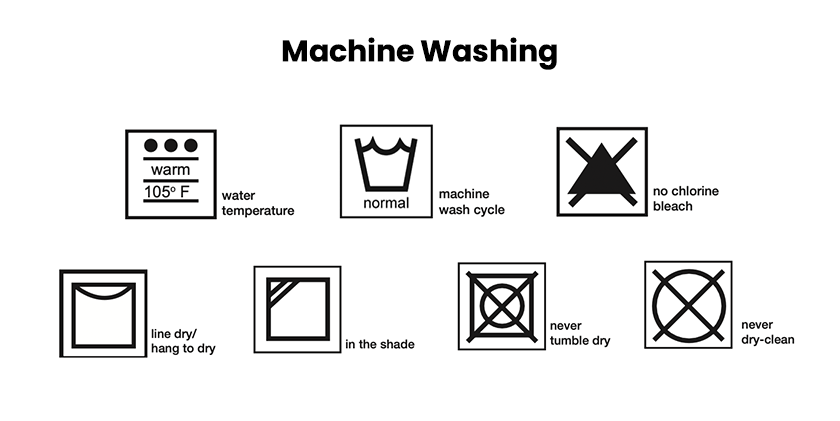 Machine Washing
warm
105º F
water
temperature
normal
machine
wash cycle
no chlorine
bleach
line dry/
hang to dry
in the shade
never
tumble dry
never
dry-clean